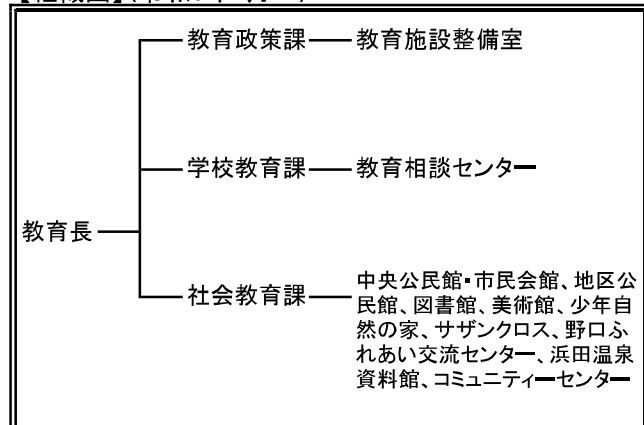 教育政策課 教育施設整備室
学校教育課 教育相談センター
教育長
社会教育課
中央公民館・市民会館、地区公
民館、図書館、美術館、少年自
然の家、サザンクロス、野口ふ
れあい交流センター、浜田温泉
資料館、コミュニティーセンター